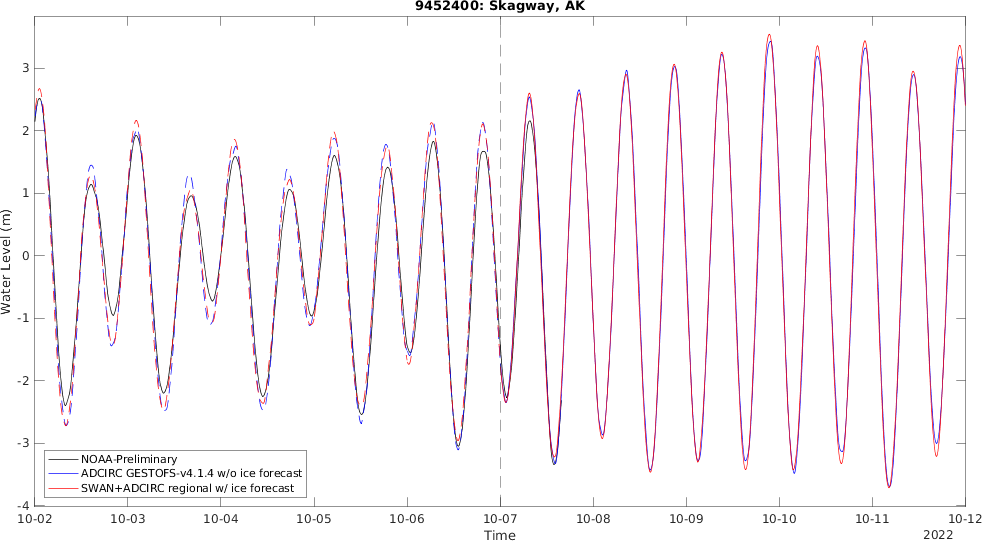 9452400: Skagway, AK
Water Level (m)
3
2
1
0
-1
-2
-3
-4
NOAA-Preliminary
ADCIRC GESTOFS-v4.1.4 w/o ice forecast
SWAN+ADCIRC regional w/ ice forecast
10-02 10-03 10-04 10-05 10-06 10-07 10-08 10-09 10-10 10-11 10-12
Time
2022